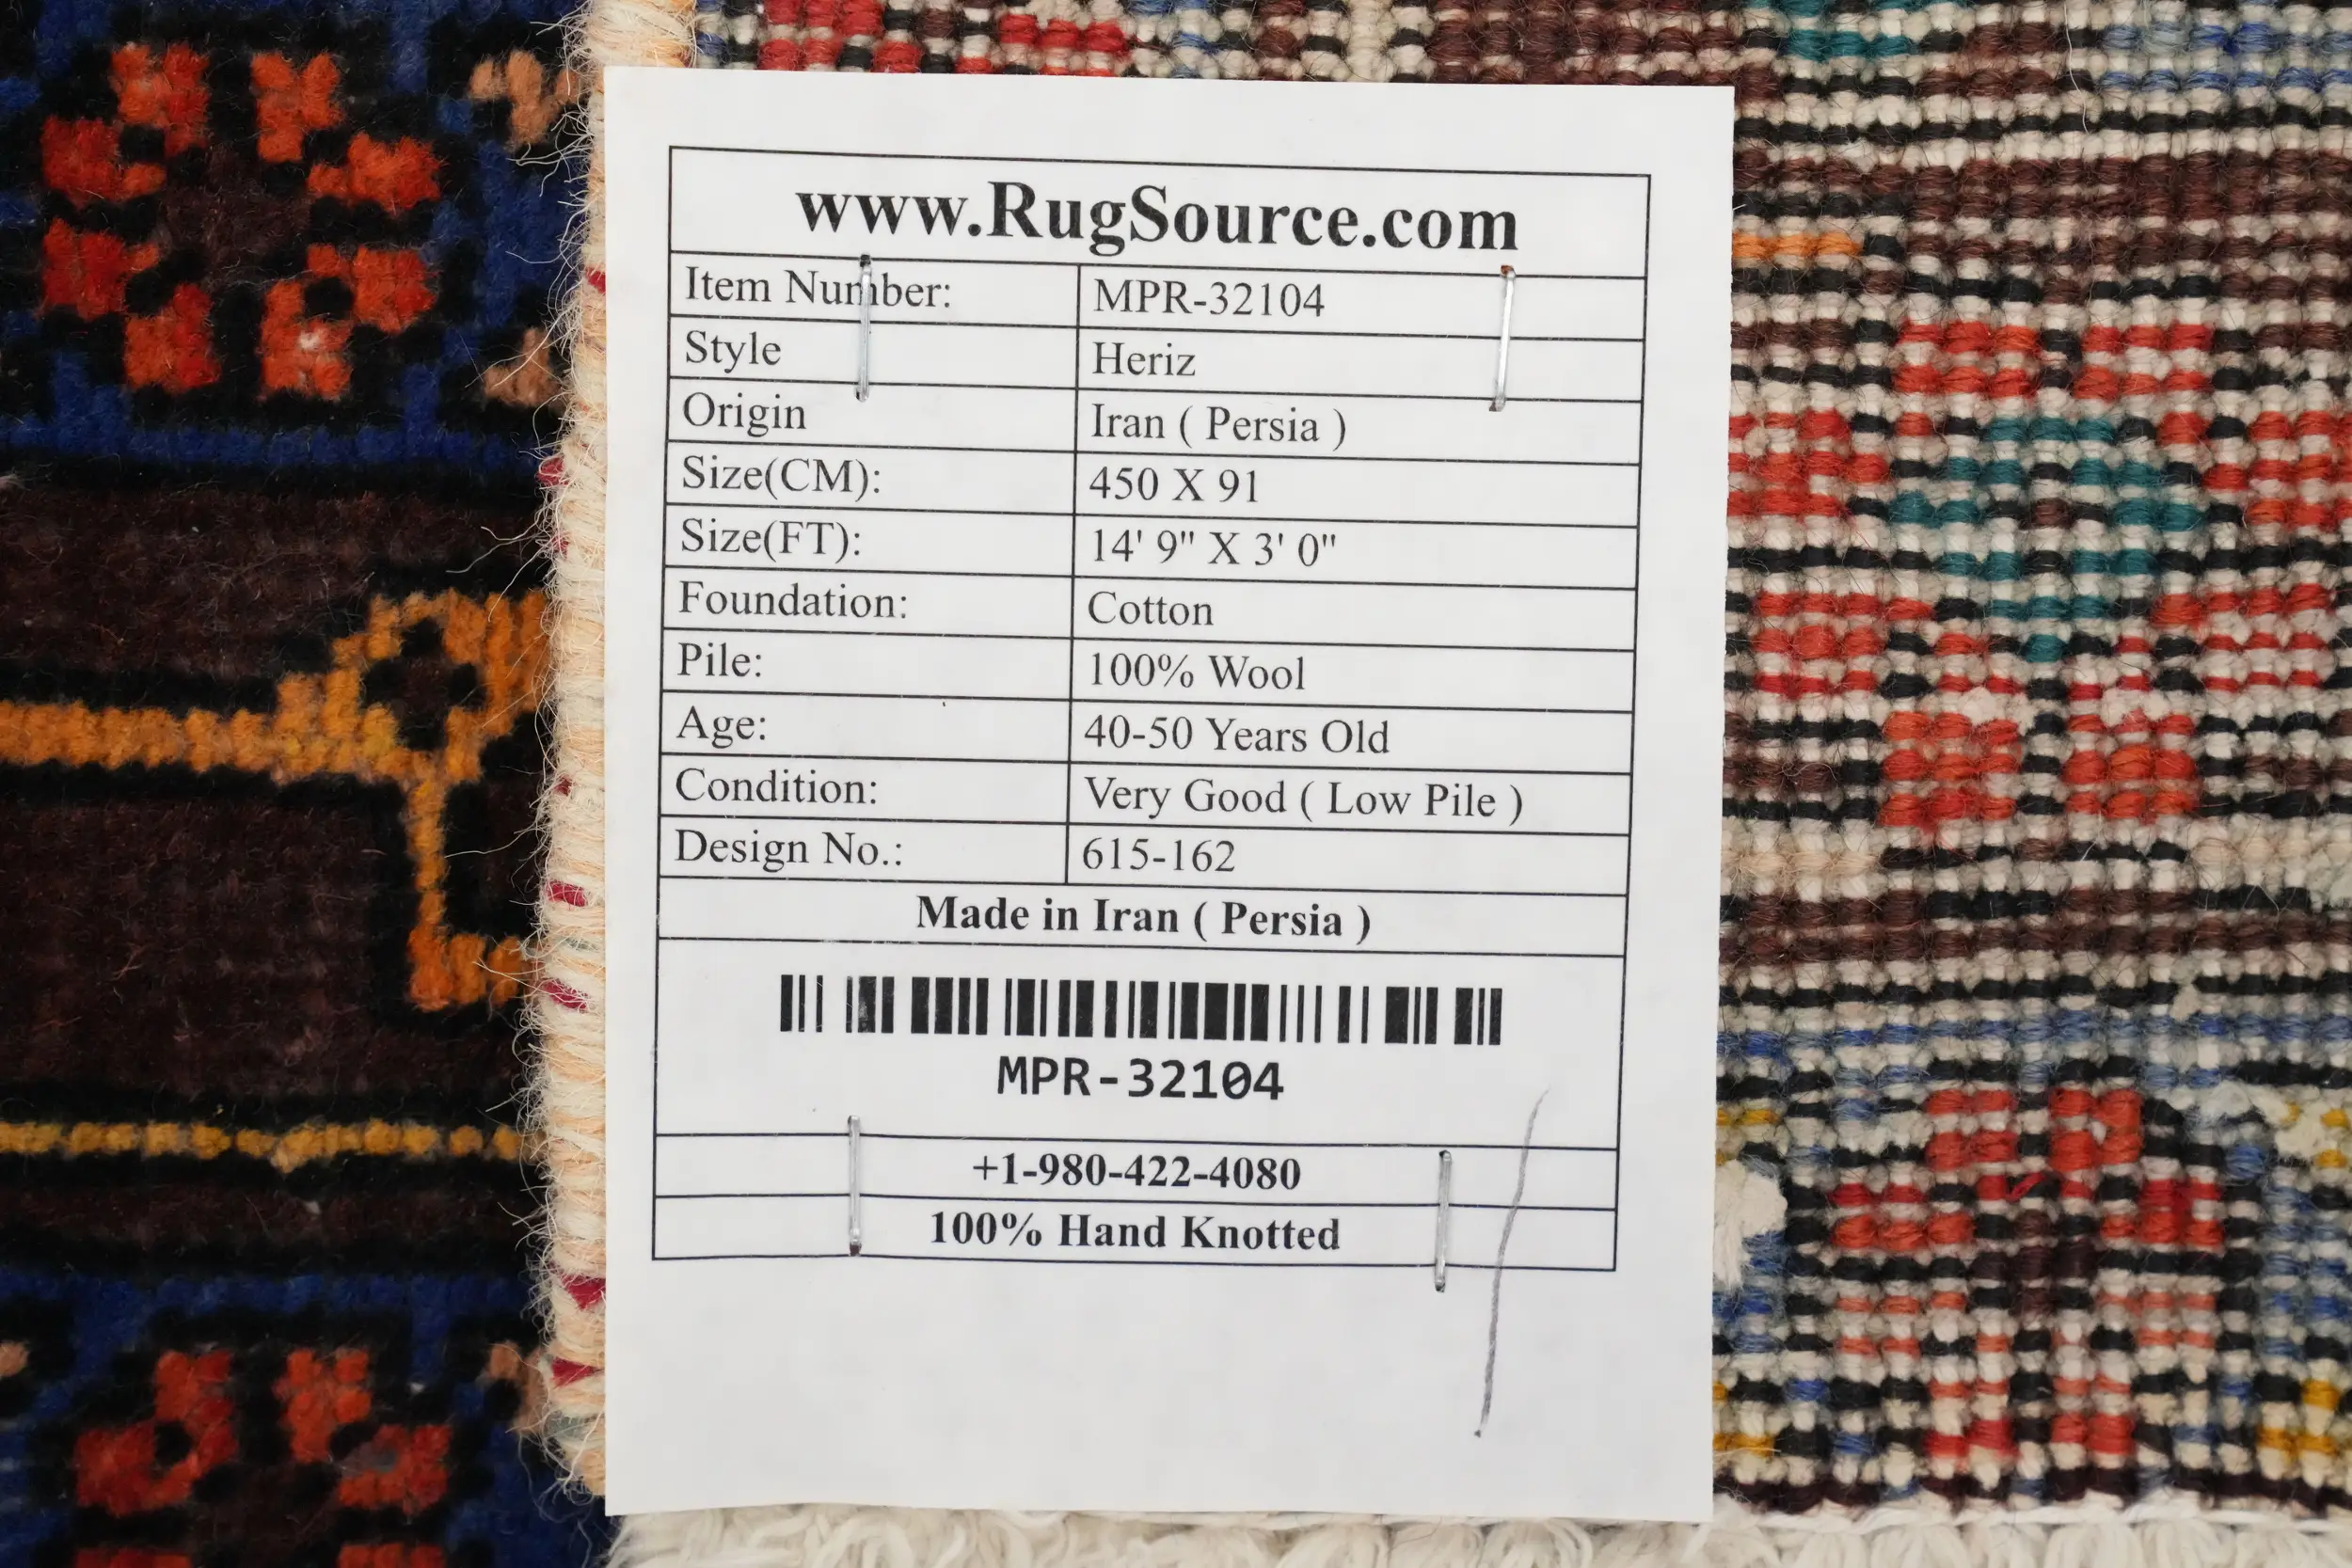 www.RugSource.com
Item Number: MPR-32104
Style Heriz
Origin Iran ( Persia )
Size(CM): 450 X 91
Size(FT): 14' 9" X 3' 0"
Foundation: Cotton
Pile: 100% Wool
Age: 40-50 Years Old
Condition: Very Good ( Low Pile )
Design No.: 615-162
Made in Iran ( Persia )
MPR-32104
+1-980-422-4080
100% Hand Knotted